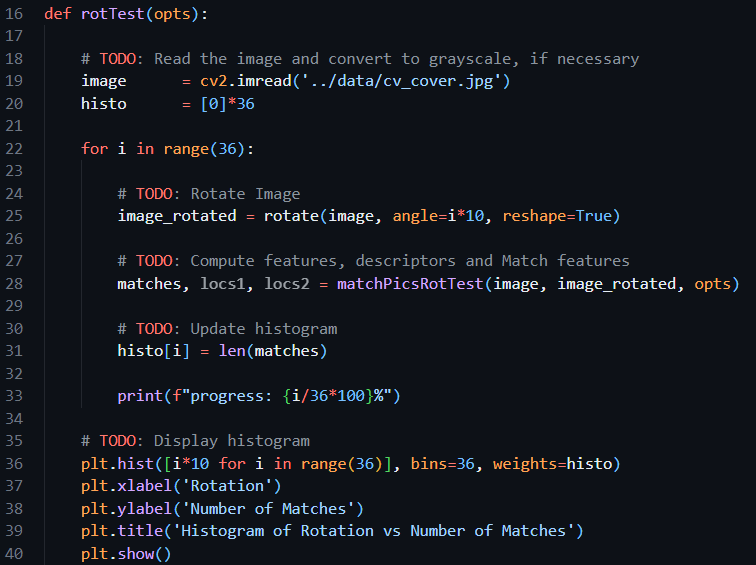 16 def rotTest(opts):
17
18     # TODO: Read the image and convert to grayscale, if necessary
19     image      = cv2.imread('../data/cv_cover.jpg')
20     histo      = [0]*36
21
22     for i in range(36):
23
24         # TODO: Rotate Image
25         image_rotated = rotate(image, angle=i*10, reshape=True)
26
27         # TODO: Compute features, descriptors and Match features
28         matches, locs1, locs2 = matchPicsRotTest(image, image_rotated, opts)
29
30         # TODO: Update histogram
31         histo[i] = len(matches)
32
33         print(f"progress: {i/36*100}%")
34
35     # TODO: Display histogram
36     plt.hist([i*10 for i in range(36)], bins=36, weights=histo)
37     plt.xlabel('Rotation')
38     plt.ylabel('Number of Matches')
39     plt.title('Histogram of Rotation vs Number of Matches')
40     plt.show()